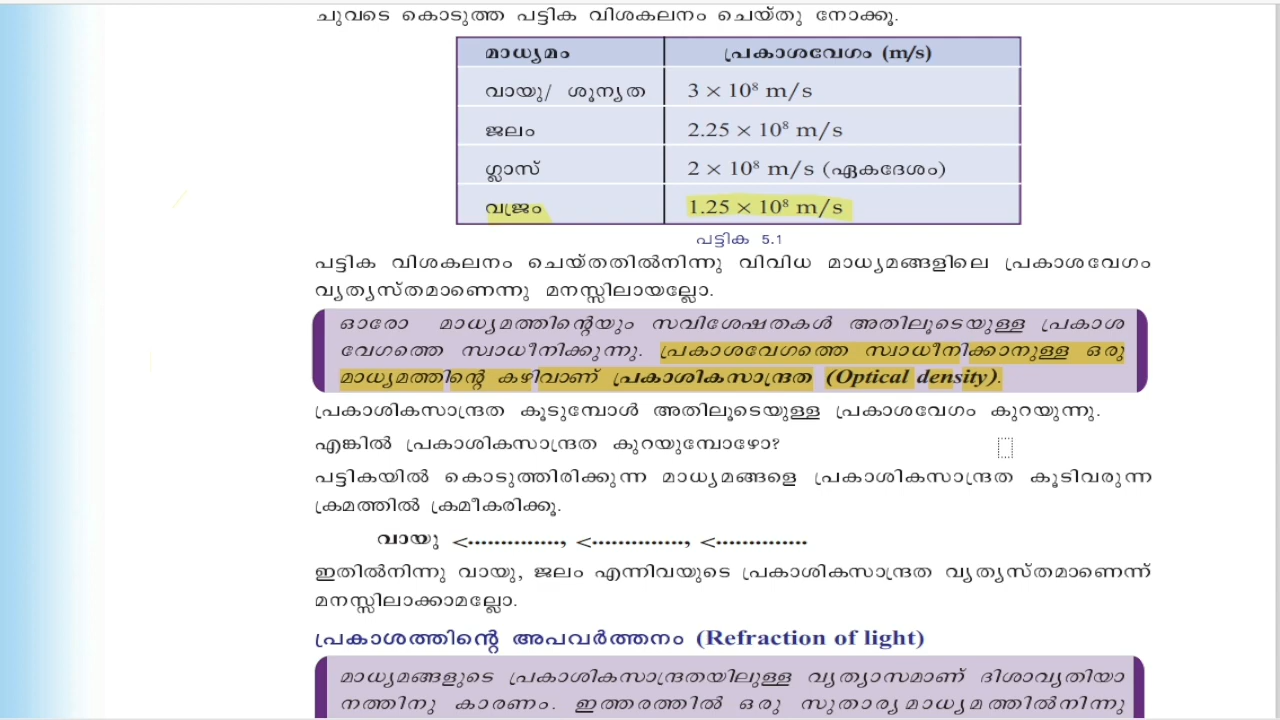 ചുവടെ കൊടുത്ത പട്ടിക വിശകലനം ചെയ്തു നോക്കൂ.
മാധ്യമം പ്രകാശവേഗം (m/s)
വായു/ ശൂന്യത 3 × 10⁸ m/s
ജലം 2.25 × 10⁸ m/s
ഗ്ലാസ് 2 × 10⁸ m/s (ഏകദേശം)
വജ്രം 1.25 × 10⁸ m/s
പട്ടിക 5.1
പട്ടിക വിശകലനം ചെയ്തതിൽനിന്നു വിവിധ മാധ്യമങ്ങളിലെ പ്രകാശവേഗം
വ്യത്യസ്തമാണെന്നു മനസ്സിലായല്ലോ.
ഓരോ മാധ്യമത്തിന്റെയും സവിശേഷതകൾ അതിലൂടെയുള്ള പ്രകാശ
വേഗത്തെ സ്വാധീനിക്കുന്നു. പ്രകാശവേഗത്തെ സ്വാധീനിക്കാനുള്ള ഒരു
മാധ്യമത്തിന്റെ കഴിവാണ് പ്രകാശികസാന്ദ്രത (Optical density).
പ്രകാശികസാന്ദ്രത കൂടുമ്പോൾ അതിലൂടെയുള്ള പ്രകാശവേഗം കുറയുന്നു.
എങ്കിൽ പ്രകാശികസാന്ദ്രത കുറയുമ്പോഴോ?
പട്ടികയിൽ കൊടുത്തിരിക്കുന്ന മാധ്യമങ്ങളെ പ്രകാശികസാന്ദ്രത കൂടിവരുന്ന
ക്രമത്തിൽ ക്രമീകരിക്കൂ.
വായു <.............., <.............., <..............
ഇതിൽനിന്നു വായു, ജലം എന്നിവയുടെ പ്രകാശികസാന്ദ്രത വ്യത്യസ്തമാണെന്ന്
മനസ്സിലാക്കാമല്ലോ.
പ്രകാശത്തിന്റെ അപവർത്തനം (Refraction of light)
മാധ്യമങ്ങളുടെ പ്രകാശികസാന്ദ്രതയിലുള്ള വ്യത്യാസമാണ് ദിശാവ്യതിയാ
നത്തിനു കാരണം. ഇത്തരത്തിൽ ഒരു സുതാര്യമാധ്യമത്തിൽനിന്നു